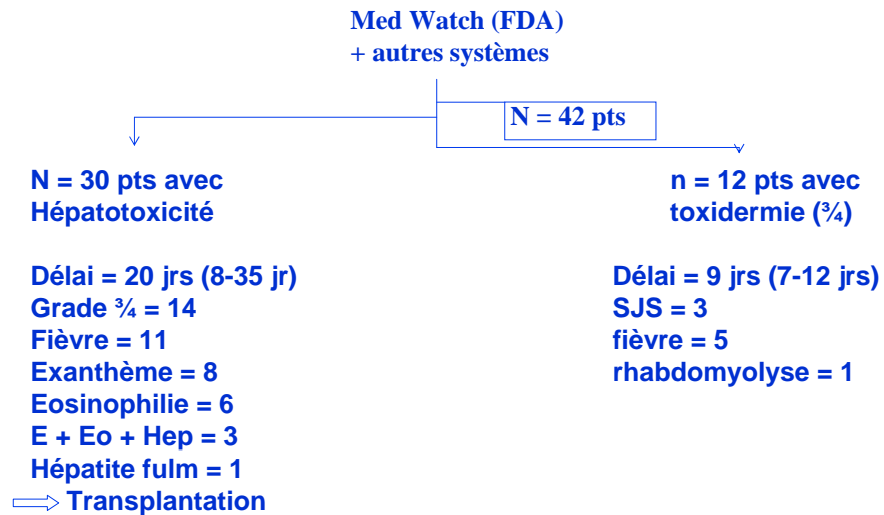 Med Watch (FDA)
+ autres systèmes
N = 42 pts
N = 30 pts avec
Hépatotoxicité
Délai = 20 jrs (8-35 jr)
Grade ¾ = 14
Fièvre = 11
Exanthème = 8
Eosinophilie = 6
E + Eo + Hep = 3
Hépatite fulm = 1
Transplantation
n = 12 pts avec
toxidermie (¾)
Délai = 9 jrs (7-12 jrs)
SJS = 3
fièvre = 5
rhabdomyolyse = 1